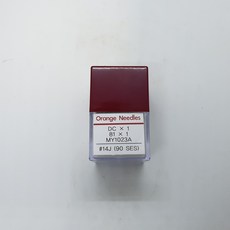 Orange Needles
DC × 1
81 × 1
MY1023A
#14J (90 SES)